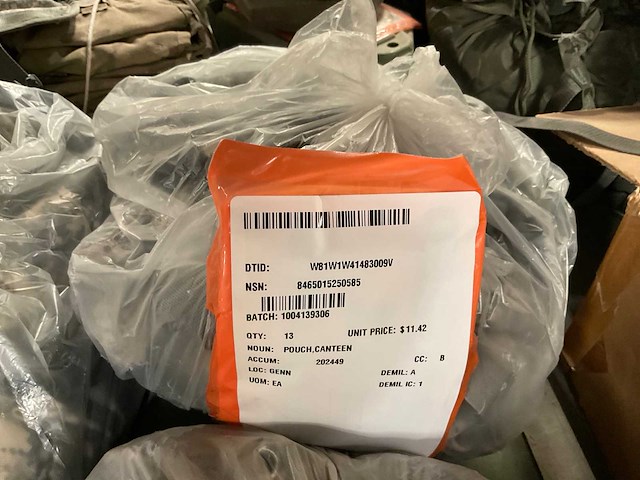 DTID: W81W1W41483009V
NSN: 8465015250585
BATCH: 1004139306
QTY: 13 UNIT PRICE: $11.42
NOUN: POUCH,CANTEEN
ACCUM: 202449 CC: B
LOC: GENN DEMIL: A
UOM: EA DEMIL IC: 1